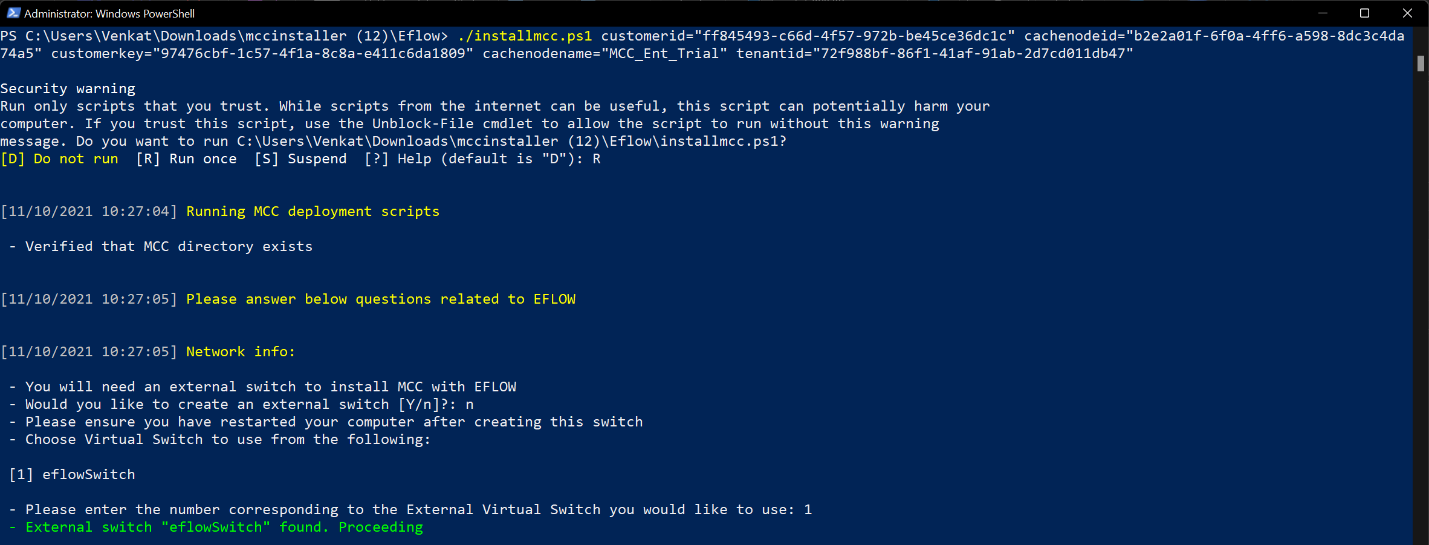 Administrator: Windows PowerShell
PS C:\Users\Venkat\Downloads\mccinstaller (12)\Eflow> ./installmcc.ps1 customerid="ff845493-c66d-4f57-972b-be45ce36dc1c" cachenodeid="b2e2a01f-6f0a-4ff6-a598-8dc3c4da
74a5" customerkey="97476cbf-1c57-4f1a-8c8a-e411c6da1809" cachenodename="MCC_Ent_Trial" tenantid="72f988bf-86f1-41af-91ab-2d7cd011db47"
Security warning
Run only scripts that you trust. While scripts from the internet can be useful, this script can potentially harm your
computer. If you trust this script, use the Unblock-File cmdlet to allow the script to run without this warning
message. Do you want to run C:\Users\Venkat\Downloads\mccinstaller (12)\Eflow\installmcc.ps1?
[D] Do not run  [R] Run once  [S] Suspend  [?] Help (default is "D"): R
[11/10/2021 10:27:04] Running MCC deployment scripts
- Verified that MCC directory exists
[11/10/2021 10:27:05] Please answer below questions related to EFLOW
[11/10/2021 10:27:05] Network info:
- You will need an external switch to install MCC with EFLOW
- Would you like to create an external switch [Y/n]?: n
- Please ensure you have restarted your computer after creating this switch
- Choose Virtual Switch to use from the following:
[1] eflowSwitch
- Please enter the number corresponding to the External Virtual Switch you would like to use: 1
- External switch "eflowSwitch" found. Proceeding